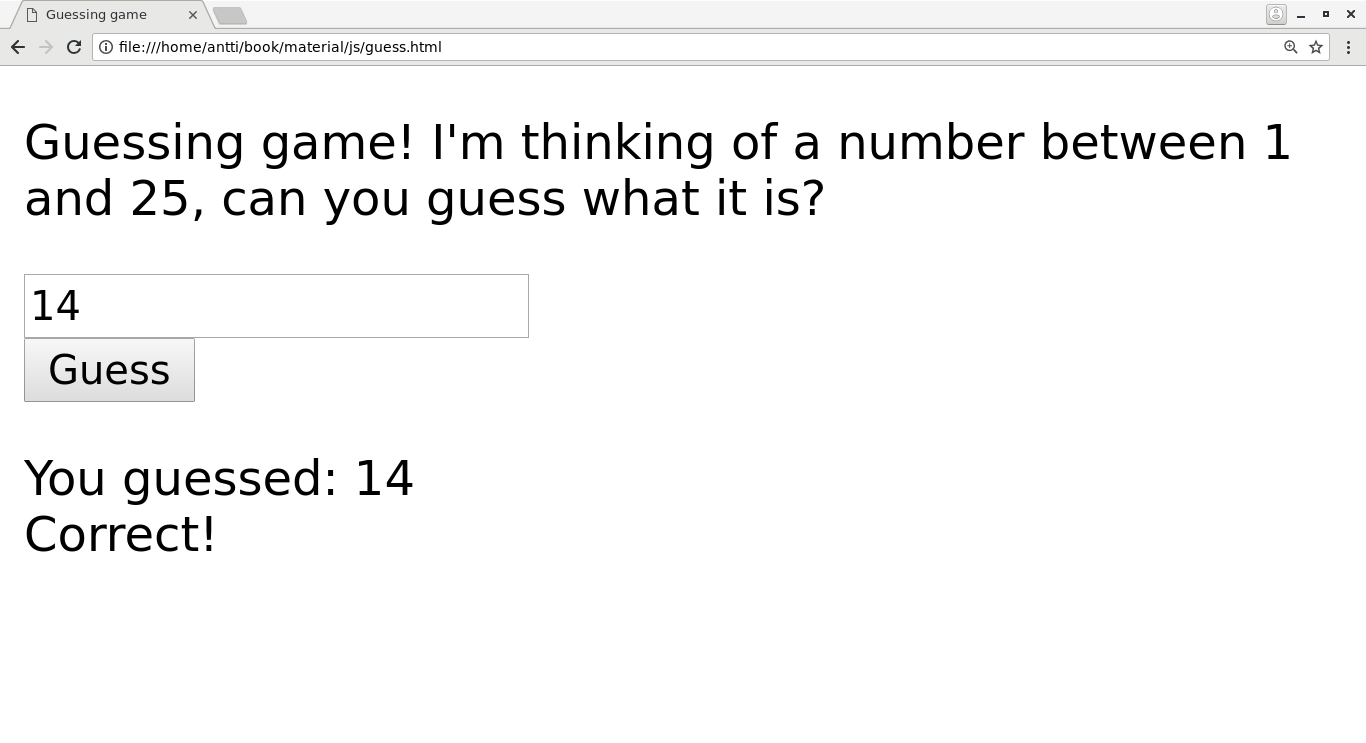 Guessing game
file:///home/antti/book/material/js/guess.html
Guessing game! I'm thinking of a number between 1
and 25, can you guess what it is?
14
Guess
You guessed: 14
Correct!